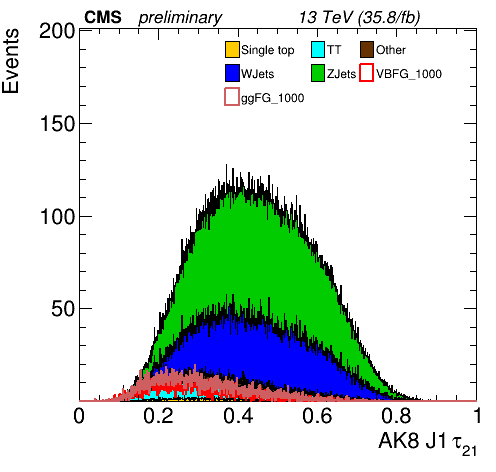 CMS preliminary 13 TeV (35.8/fb)
Events
Single top TT Other
WJets ZJets VBFG_1000
ggFG_1000
200
150
100
50
0 0.2 0.4 0.6 0.8 1
AK8 J1 τ21